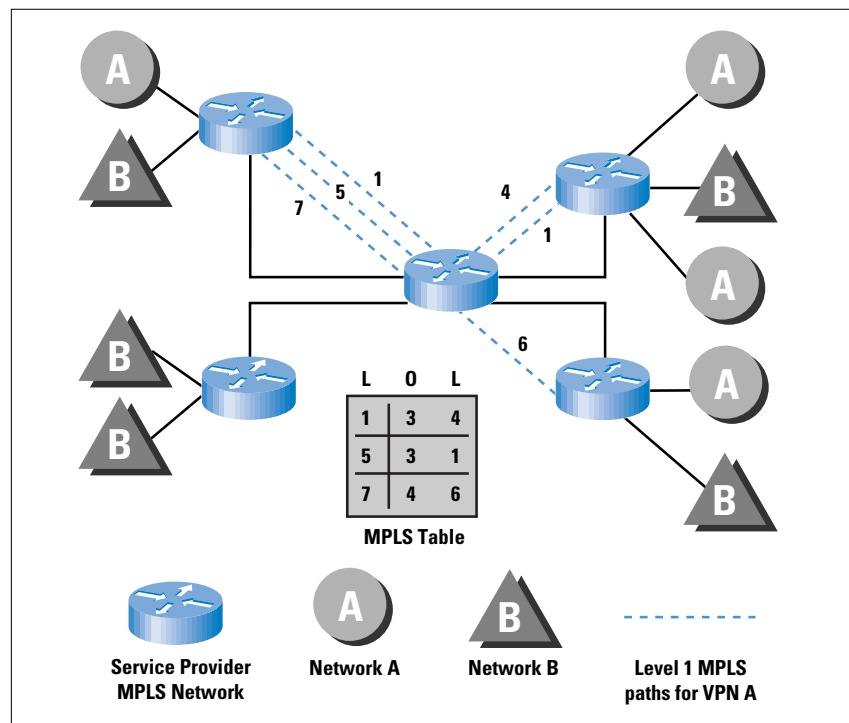 A
A
B
1
4
5
B
7
1
A
B
6
A
L O L
1 3 4
5 3 1
7 4 6
B
B
MPLS Table
A
B
Service Provider
MPLS Network
Network A
Network B
Level 1 MPLS
paths for VPN A